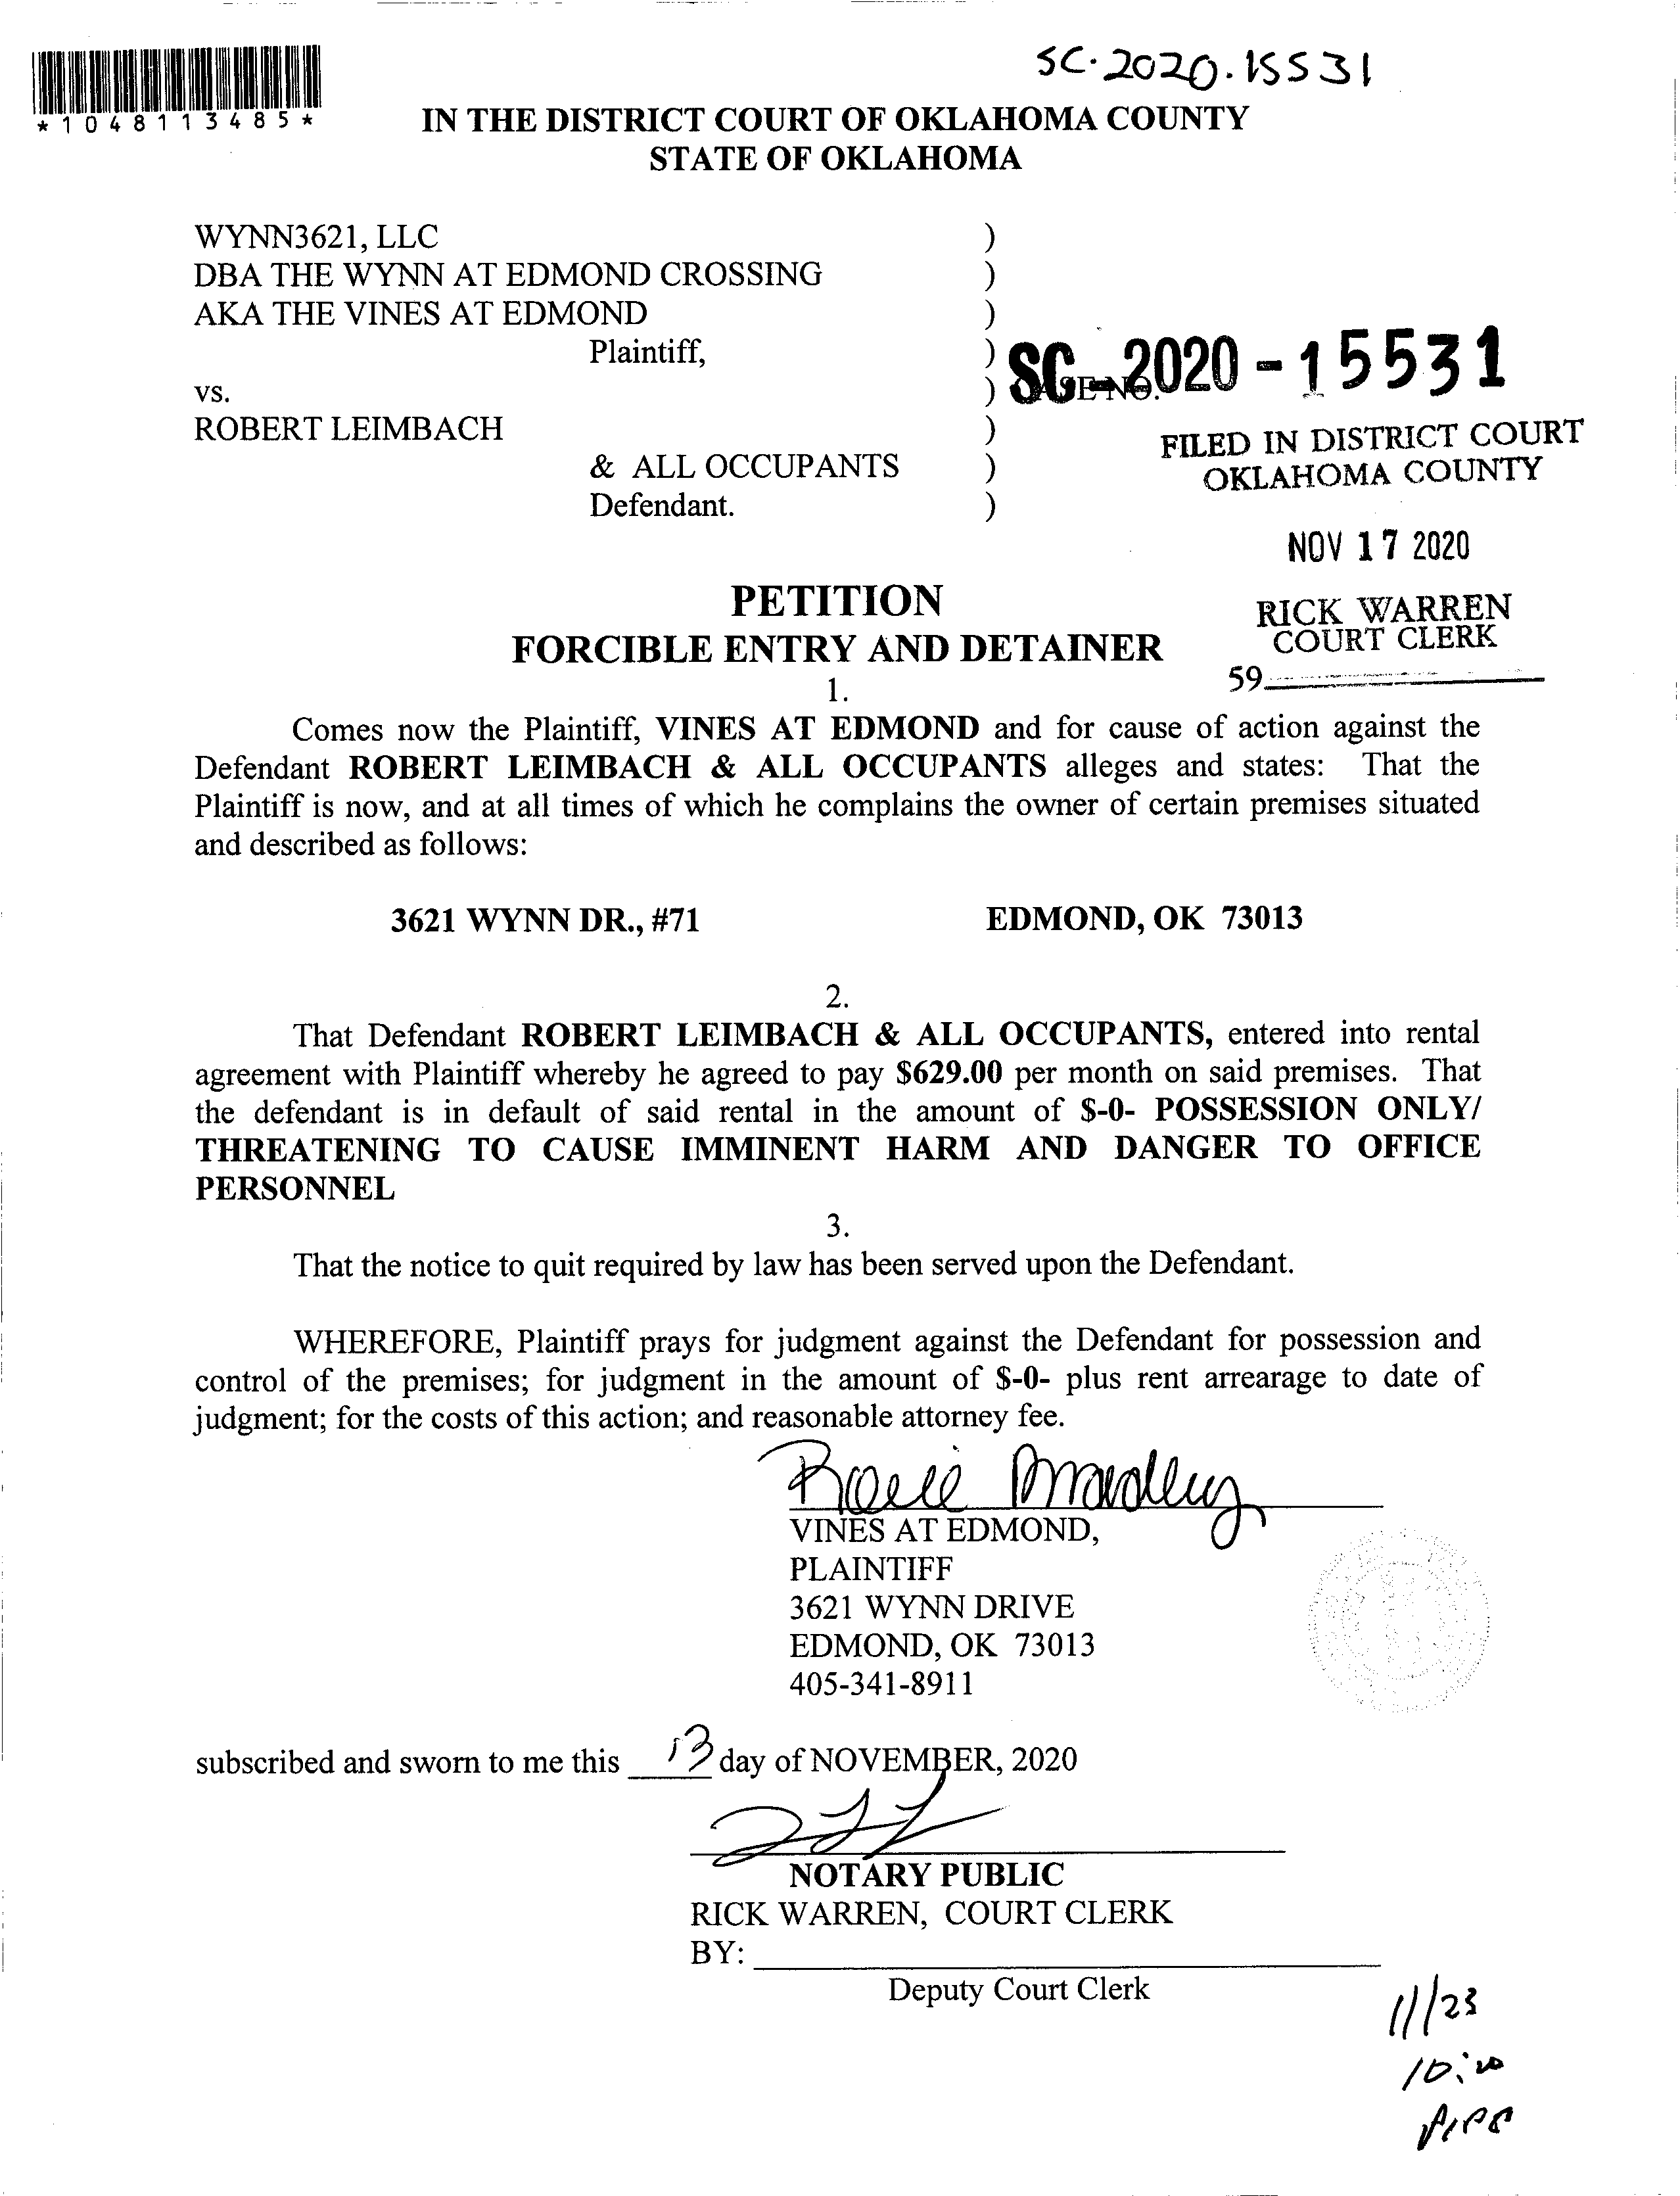 SC-2020-15531
*1048113485*
IN THE DISTRICT COURT OF OKLAHOMA COUNTY
STATE OF OKLAHOMA
WYNN3621, LLC )
DBA THE WYNN AT EDMOND CROSSING )
AKA THE VINES AT EDMOND )
Plaintiff, ) SC-2020-15531
vs. ) CASE NO.
ROBERT LEIMBACH )
FILED IN DISTRICT COURT
& ALL OCCUPANTS )
OKLAHOMA COUNTY
Defendant. )
NOV 17 2020
PETITION
RICK WARREN
COURT CLERK
FORCIBLE ENTRY AND DETAINER
59
1.
Comes now the Plaintiff, VINES AT EDMOND and for cause of action against the
Defendant ROBERT LEIMBACH & ALL OCCUPANTS alleges and states: That the
Plaintiff is now, and at all times of which he complains the owner of certain premises situated
and described as follows:
3621 WYNN DR., #71 EDMOND, OK 73013
2.
That Defendant ROBERT LEIMBACH & ALL OCCUPANTS, entered into rental
agreement with Plaintiff whereby he agreed to pay $629.00 per month on said premises. That
the defendant is in default of said rental in the amount of $-0- POSSESSION ONLY/
THREATENING TO CAUSE IMMINENT HARM AND DANGER TO OFFICE
PERSONNEL
3.
That the notice to quit required by law has been served upon the Defendant.
WHEREFORE, Plaintiff prays for judgment against the Defendant for possession and
control of the premises; for judgment in the amount of $-0- plus rent arrearage to date of
judgment; for the costs of this action; and reasonable attorney fee.
VINES AT EDMOND,
PLAINTIFF
3621 WYNN DRIVE
EDMOND, OK 73013
405-341-8911
subscribed and sworn to me this 13 day of NOVEMBER, 2020
NOTARY PUBLIC
RICK WARREN, COURT CLERK
BY:
Deputy Court Clerk
11/23
10:00